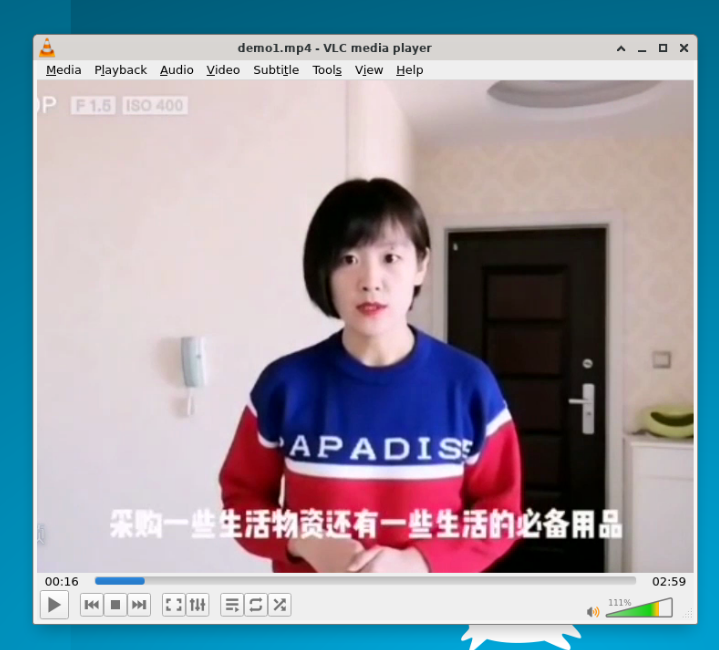 demo1.mp4 - VLC media player
Media Playback Audio Video Subtitle Tools View Help
OP F 1.5 ISO 400
APADIS
采购一些生活物资还有一些生活的必备用品
00:16 02:59
111%